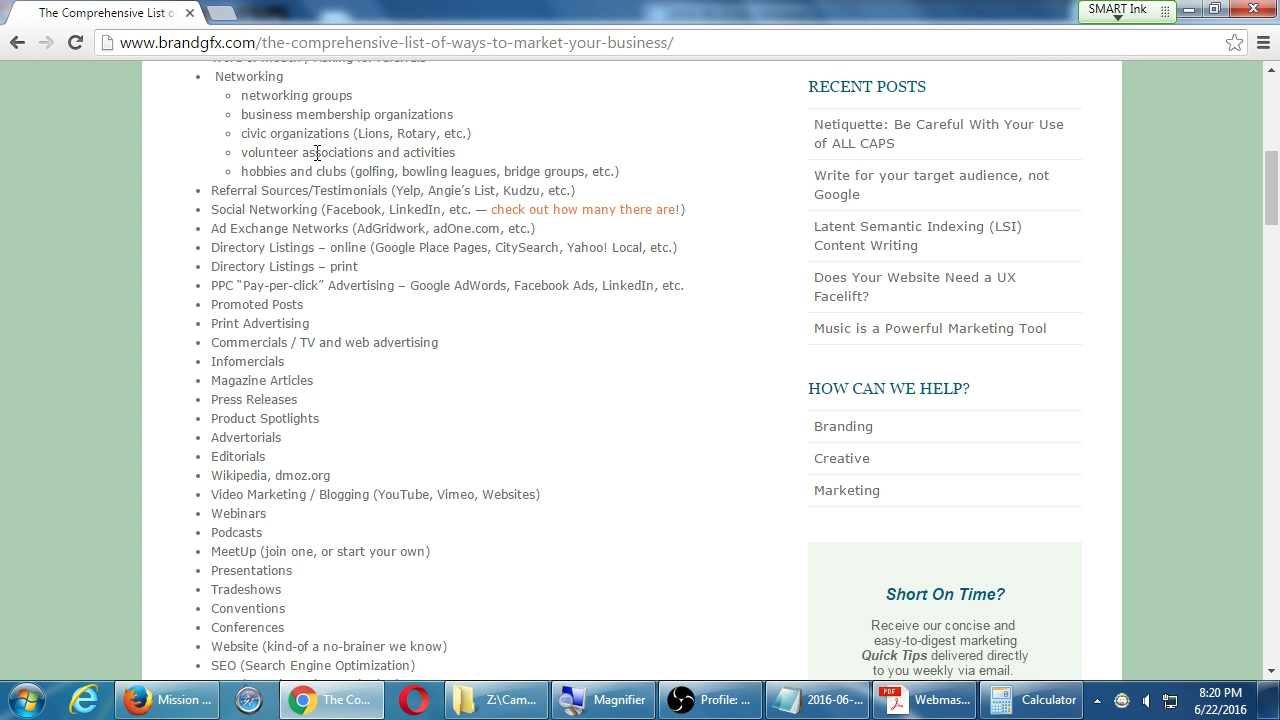 The Comprehensive List o
SMART Ink
www.brandgfx.com/the-comprehensive-list-of-ways-to-market-your-business/
Word of Mouth / Asking for referrals
Networking
networking groups
business membership organizations
civic organizations (Lions, Rotary, etc.)
volunteer associations and activities
hobbies and clubs (golfing, bowling leagues, bridge groups, etc.)
Referral Sources/Testimonials (Yelp, Angie’s List, Kudzu, etc.)
Social Networking (Facebook, LinkedIn, etc. — check out how many there are!)
Ad Exchange Networks (AdGridwork, adOne.com, etc.)
Directory Listings – online (Google Place Pages, CitySearch, Yahoo! Local, etc.)
Directory Listings – print
PPC “Pay-per-click” Advertising – Google AdWords, Facebook Ads, LinkedIn, etc.
Promoted Posts
Print Advertising
Commercials / TV and web advertising
Infomercials
Magazine Articles
Press Releases
Product Spotlights
Advertorials
Editorials
Wikipedia, dmoz.org
Video Marketing / Blogging (YouTube, Vimeo, Websites)
Webinars
Podcasts
MeetUp (join one, or start your own)
Presentations
Tradeshows
Conventions
Conferences
Website (kind-of a no-brainer we know)
SEO (Search Engine Optimization)
RECENT POSTS
Netiquette: Be Careful With Your Use
of ALL CAPS
Write for your target audience, not
Google
Latent Semantic Indexing (LSI)
Content Writing
Does Your Website Need a UX
Facelift?
Music is a Powerful Marketing Tool
HOW CAN WE HELP?
Branding
Creative
Marketing
Short On Time?
Receive our concise and
easy-to-digest marketing
Quick Tips delivered directly
to you weekly via email.
Mission ...
The Co...
Z:\Cam...
Magnifier
Profile: ...
2016-06-...
PDF
Webmas...
Calculator
8:20 PM
6/22/2016